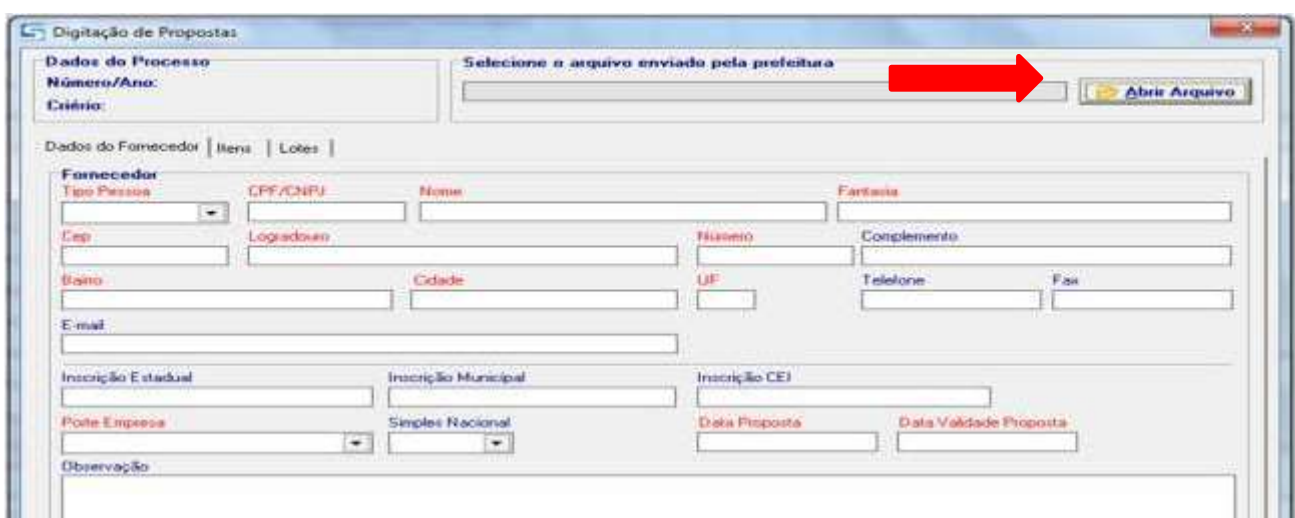 Digitação de Propostas
Dados do Processo
Número/Ano:
Critério:
Selecione o arquivo enviado pela prefeitura
Abrir Arquivo
Dados do Fornecedor Itens Lotes
Fornecedor
Tipo Pessoa CPF/CNPJ Nome Fantasia
Cep Logradouro Número Complemento
Bairro Cidade UF Telefone Fax
E-mail
Inscrição Estadual Inscrição Municipal Inscrição CEI
Porte Empresa Simples Nacional Data Proposta Data Validade Proposta
Observação